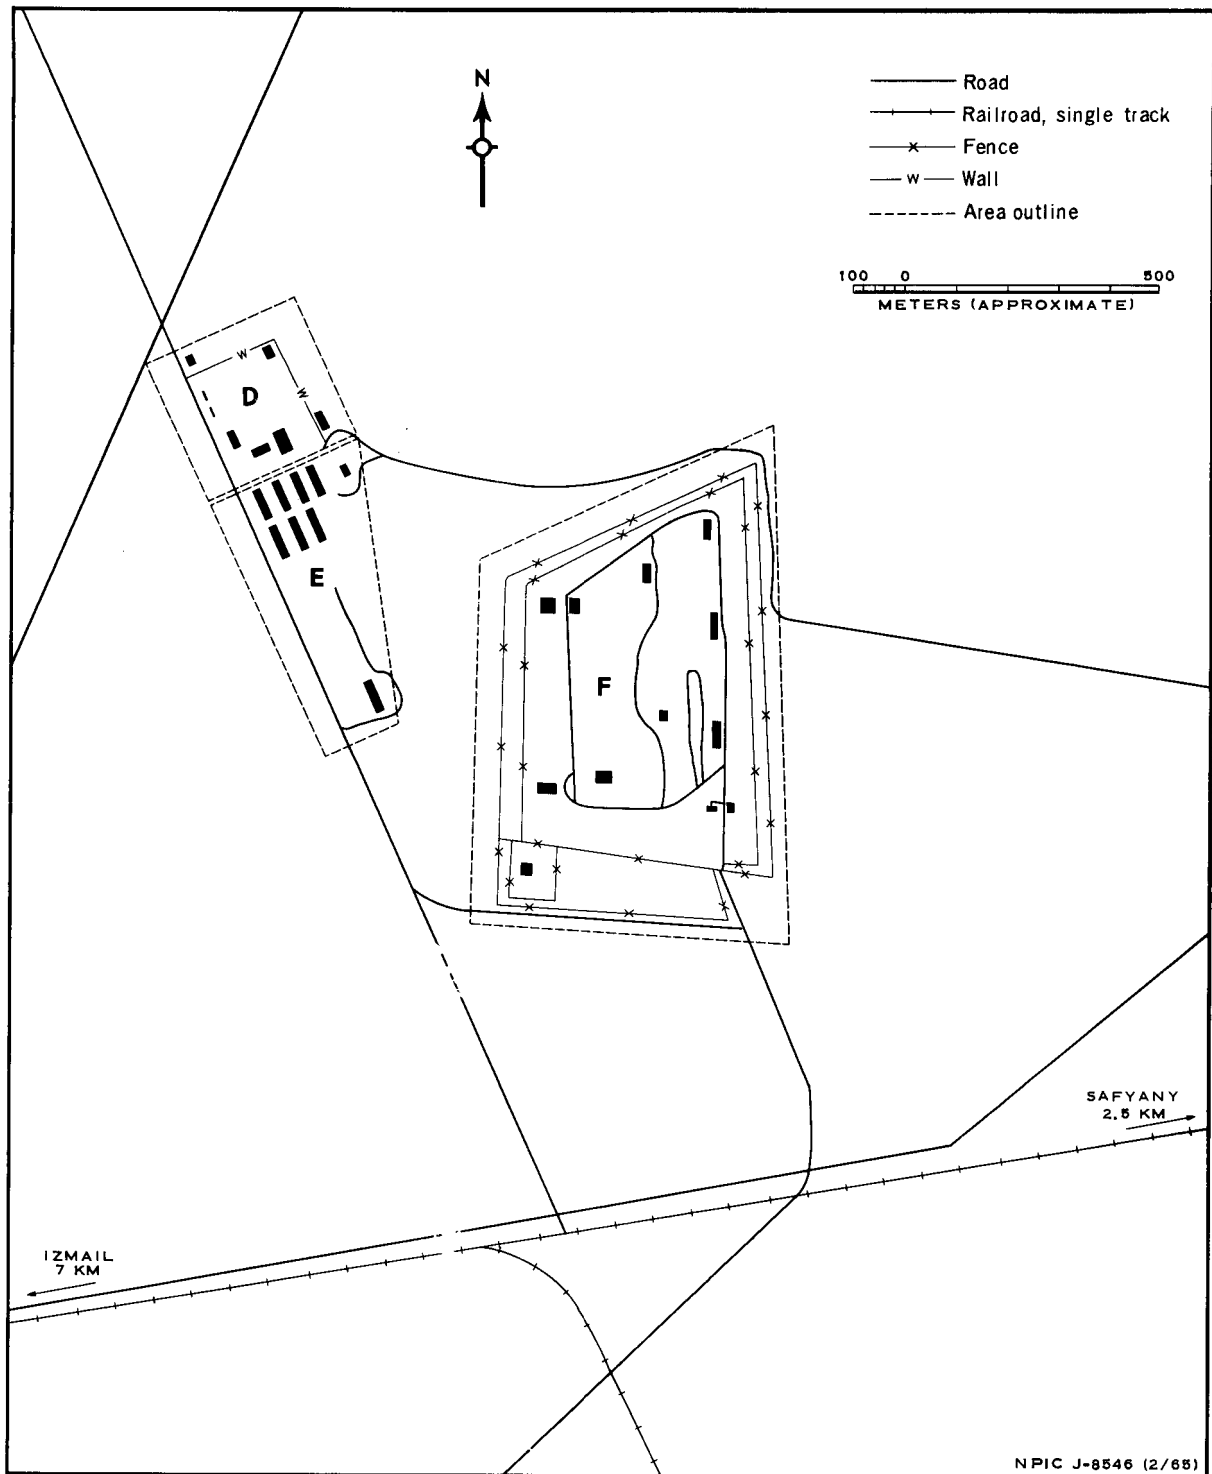 N
Road
Railroad, single track
x Fence
w Wall
Area outline
100 0 500
METERS (APPROXIMATE)
W
D
W
E
F
SAFYANY
2.5 KM
IZMAIL
7 KM
NPIC J-8546 (2/65)